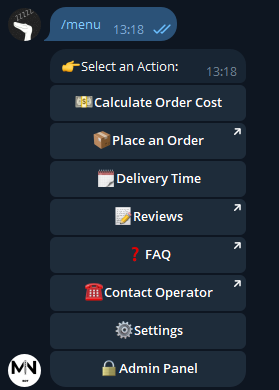 /menu 13:18
👉Select an Action: 13:18
💵Calculate Order Cost
📦Place an Order
🗓Delivery Time
📝Reviews
❓FAQ
☎️Contact Operator
⚙️Settings
🔒Admin Panel
MN